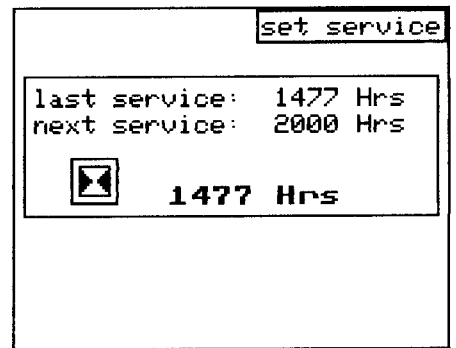 set service
last service: 1477 Hrs
next service: 2000 Hrs
1477 Hrs